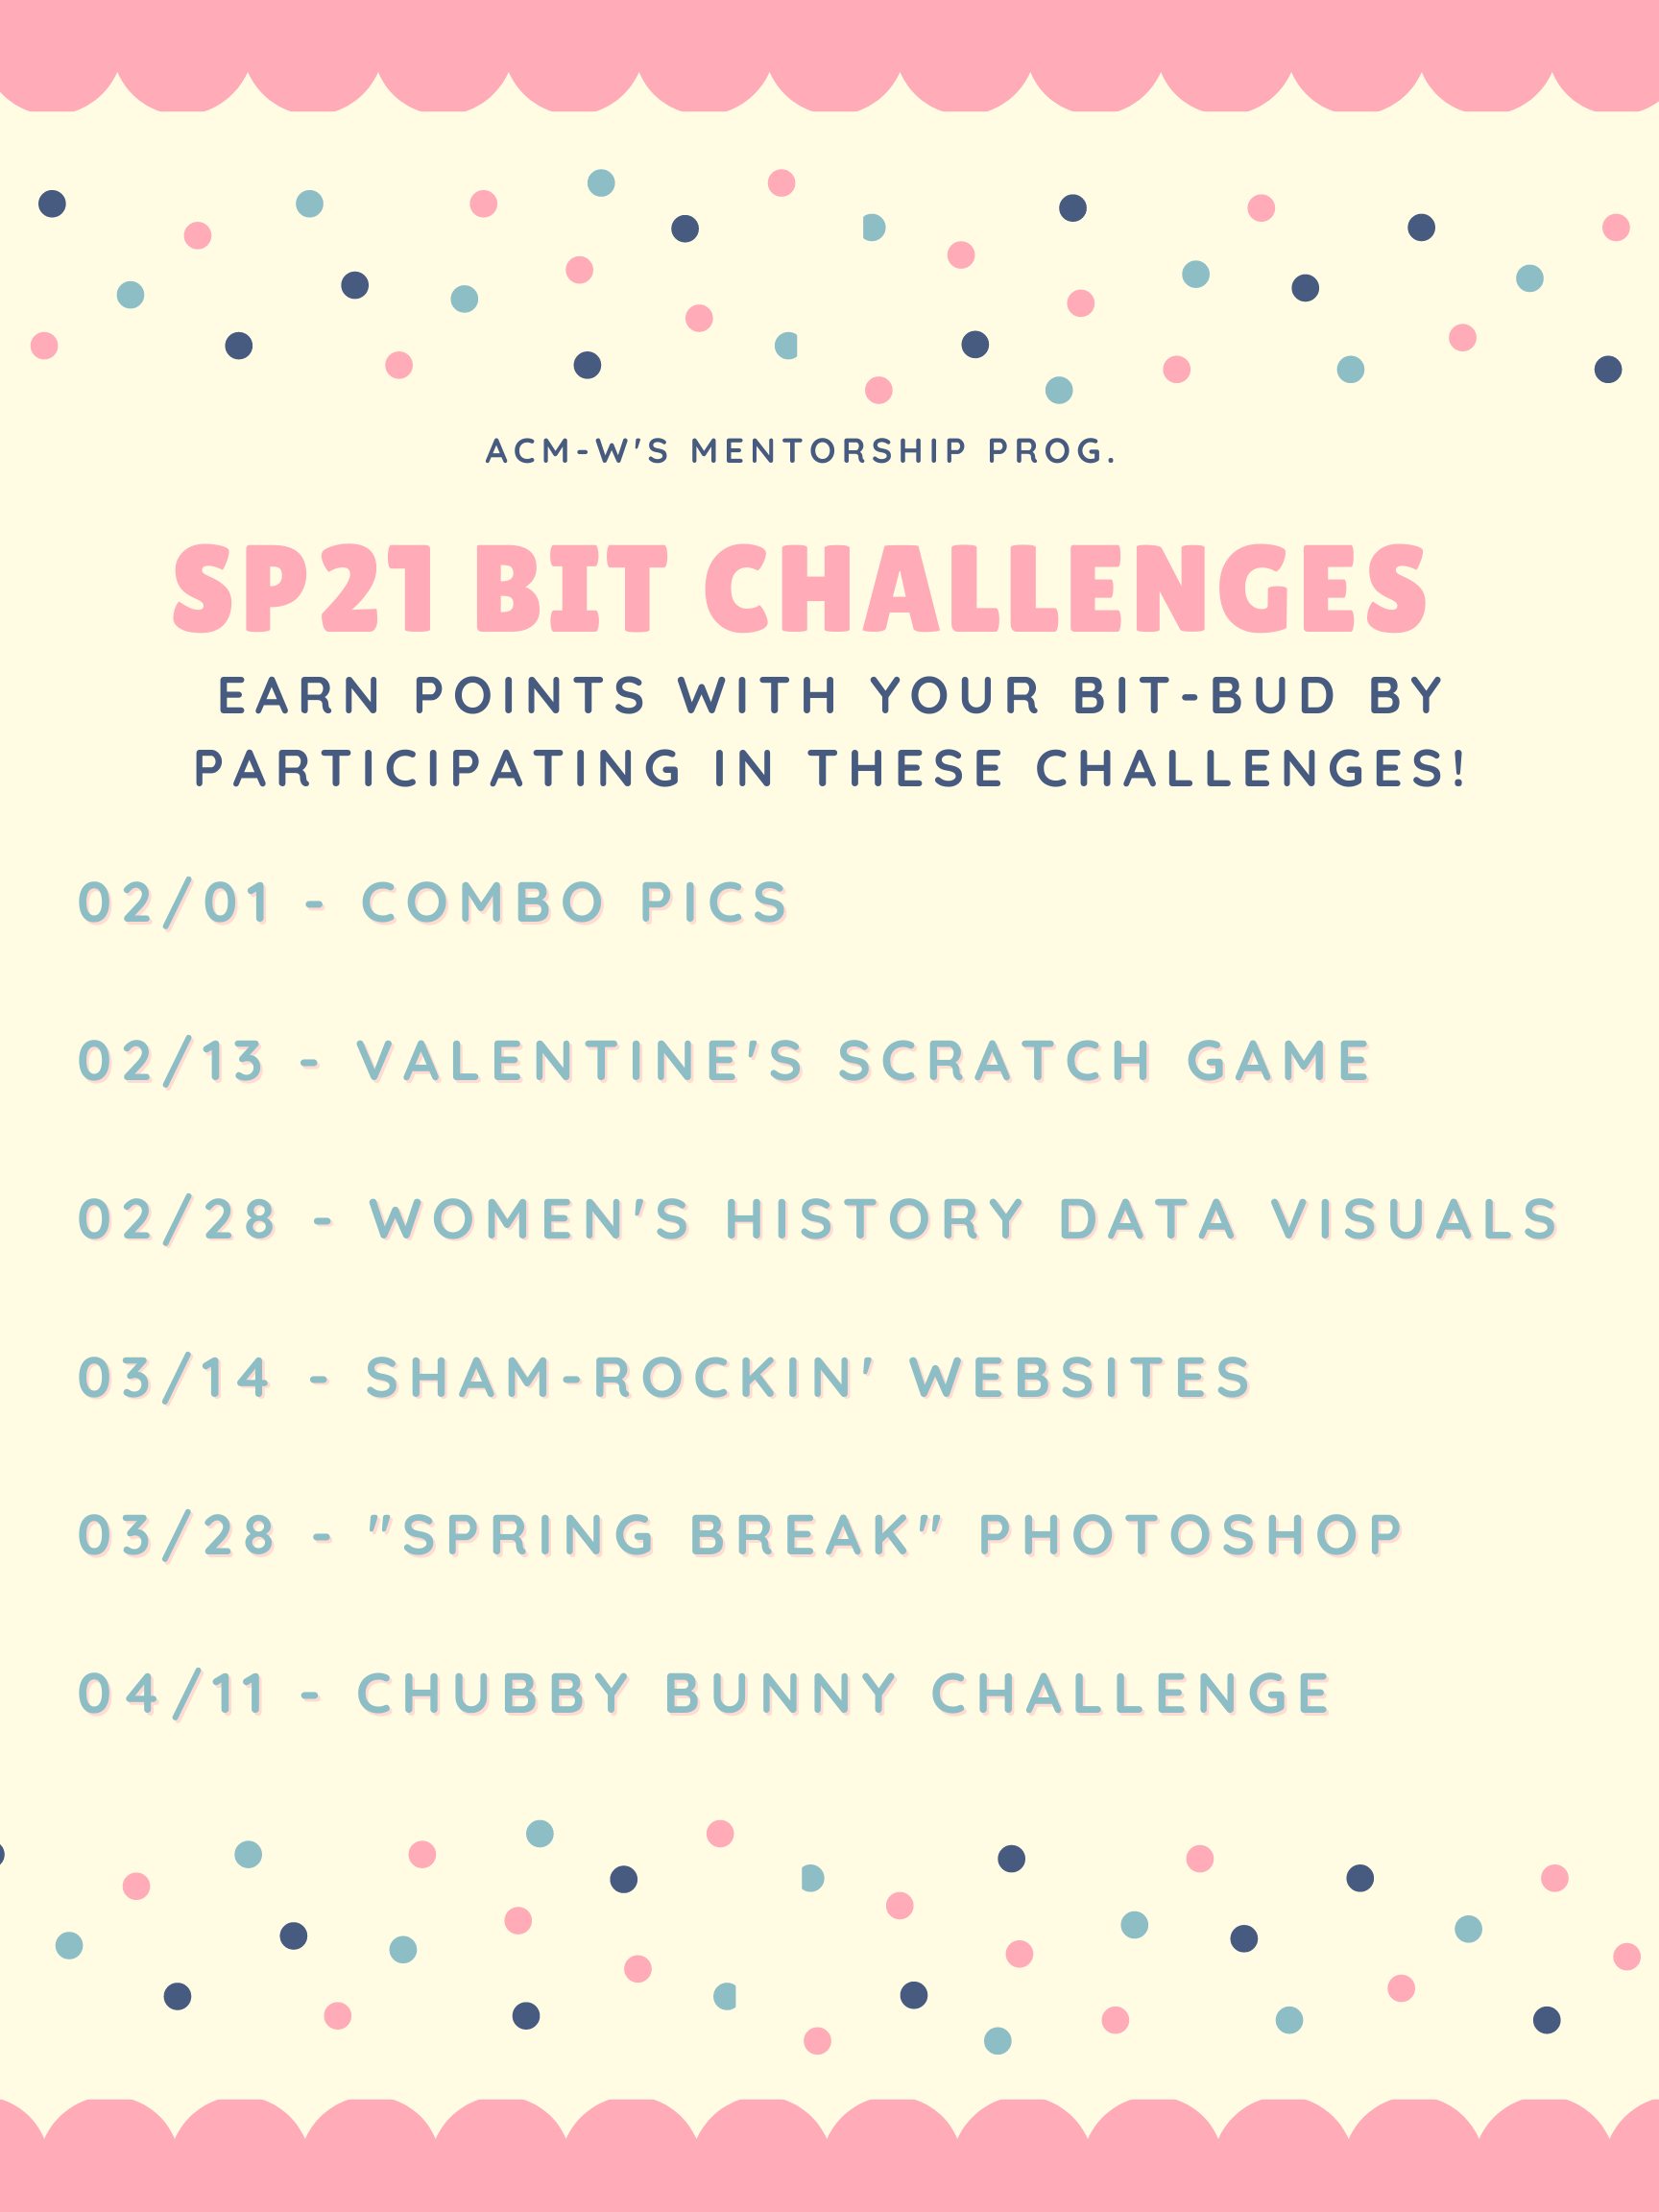 ACM-W'S MENTORSHIP PROG.
SP21 BIT CHALLENGES
EARN POINTS WITH YOUR BIT-BUD BY
PARTICIPATING IN THESE CHALLENGES!
02/01 - COMBO PICS
02/13 - VALENTINE'S SCRATCH GAME
02/28 - WOMEN'S HISTORY DATA VISUALS
03/14 - SHAM-ROCKIN' WEBSITES
03/28 - "SPRING BREAK" PHOTOSHOP
04/11 - CHUBBY BUNNY CHALLENGE